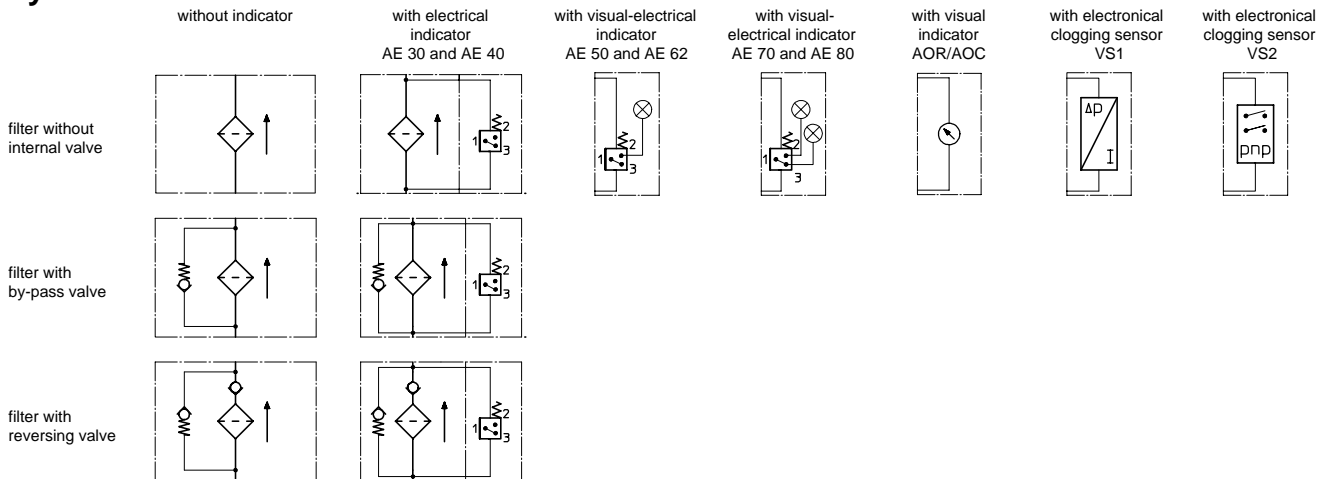 without indicator
with electrical
indicator
AE 30 and AE 40
with visual-electrical
indicator
AE 50 and AE 62
with visual-
electrical indicator
AE 70 and AE 80
with visual
indicator
AOR/AOC
with electronical
clogging sensor
VS1
with electronical
clogging sensor
VS2
filter without
internal valve
1 2 3
1 2 3
1 2 3
Δp
I
pnp
filter with
by-pass valve
1 2 3
filter with
reversing valve
1 2 3